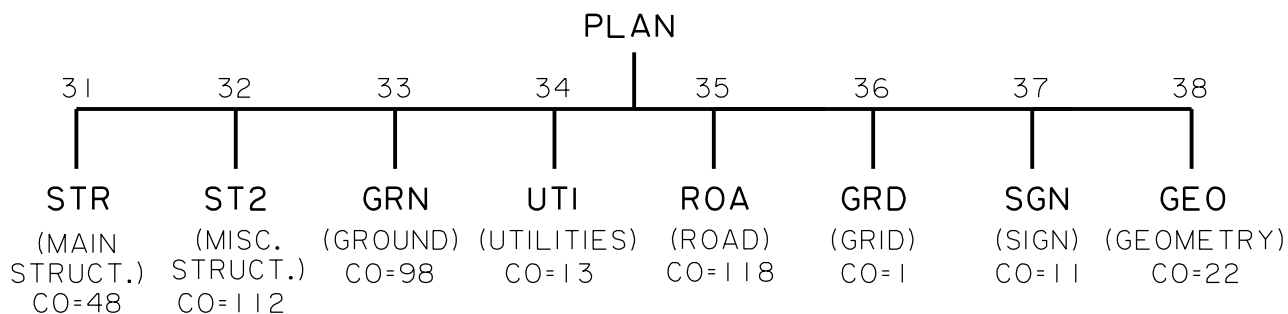 PLAN
31 32 33 34 35 36 37 38
STR ST2 GRN UTI ROA GRD SGN GEO
(MAIN (MISC. (GROUND) (UTILITIES) (ROAD) (GRID) (SIGN) (GEOMETRY)
STRUCT.) STRUCT.) CO=98 CO=13 CO=118 CO=1 CO=11 CO=22
CO=48 CO=112